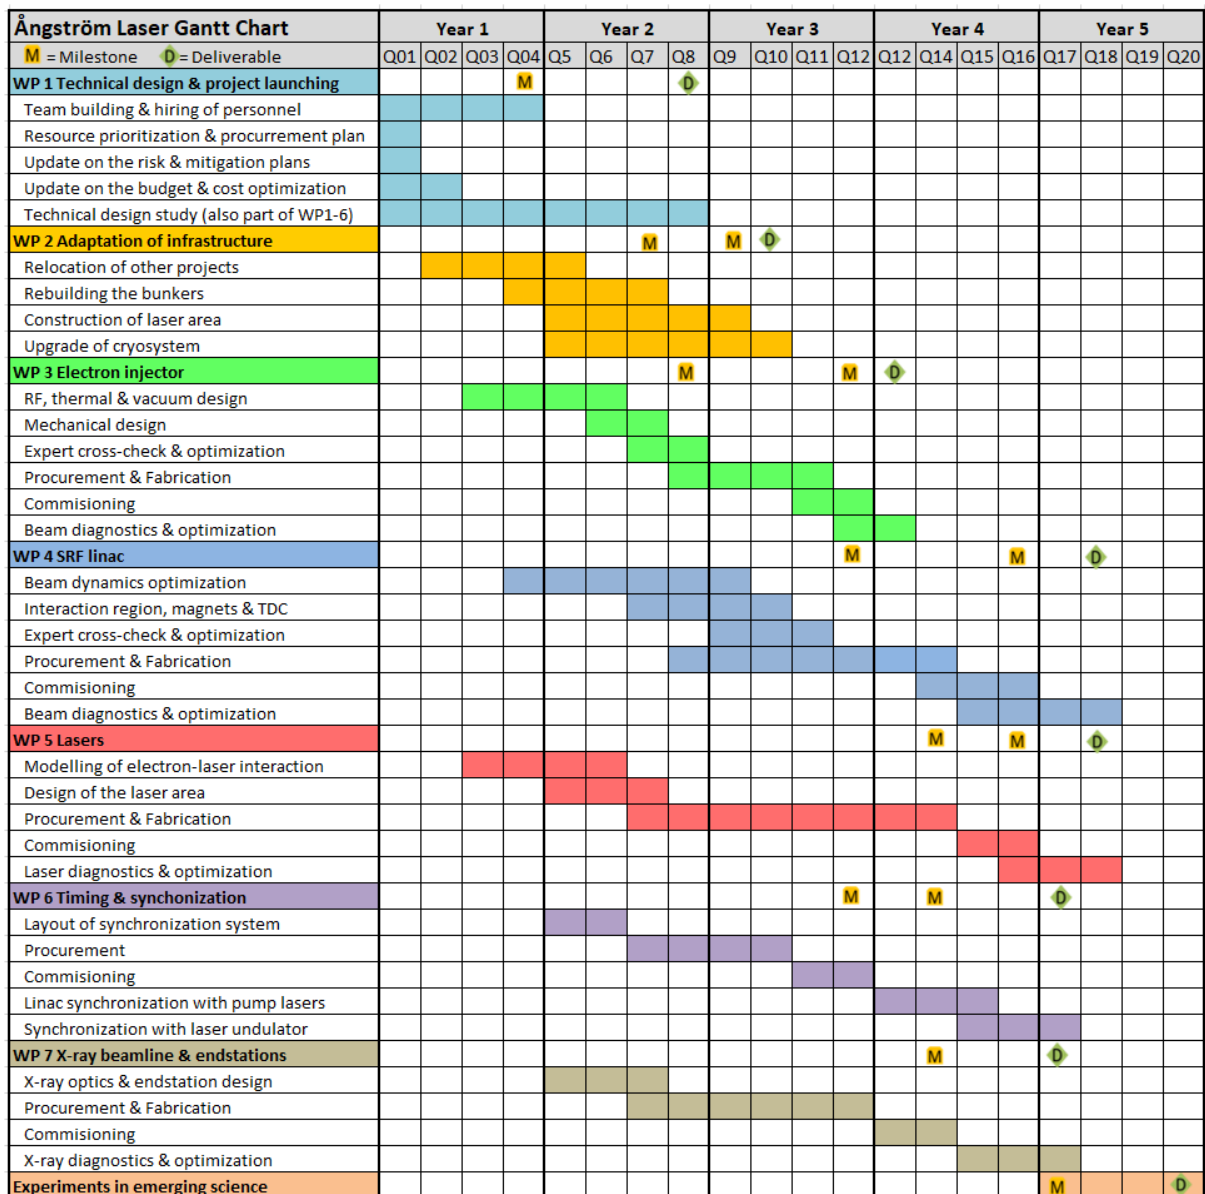 Ångström Laser Gantt Chart Year 1 Year 2 Year 3 Year 4 Year 5
M = Milestone D = Deliverable Q01 Q02 Q03 Q04 Q5 Q6 Q7 Q8 Q9 Q10 Q11 Q12 Q12 Q14 Q15 Q16 Q17 Q18 Q19 Q20
WP 1 Technical design & project launching M D
Team building & hiring of personnel
Resource prioritization & procurrement plan
Update on the risk & mitigation plans
Update on the budget & cost optimization
Technical design study (also part of WP1-6)
WP 2 Adaptation of infrastructure M M D
Relocation of other projects
Rebuilding the bunkers
Construction of laser area
Upgrade of cryosystem
WP 3 Electron injector M M D
RF, thermal & vacuum design
Mechanical design
Expert cross-check & optimization
Procurement & Fabrication
Commisioning
Beam diagnostics & optimization
WP 4 SRF linac M M D
Beam dynamics optimization
Interaction region, magnets & TDC
Expert cross-check & optimization
Procurement & Fabrication
Commisioning
Beam diagnostics & optimization
WP 5 Lasers M M D
Modelling of electron-laser interaction
Design of the laser area
Procurement & Fabrication
Commisioning
Laser diagnostics & optimization
WP 6 Timing & synchonization M M D
Layout of synchronization system
Procurement
Commisioning
Linac synchronization with pump lasers
Synchronization with laser undulator
WP 7 X-ray beamline & endstations M D
X-ray optics & endstation design
Procurement & Fabrication
Commisioning
X-ray diagnostics & optimization
Experiments in emerging science M D